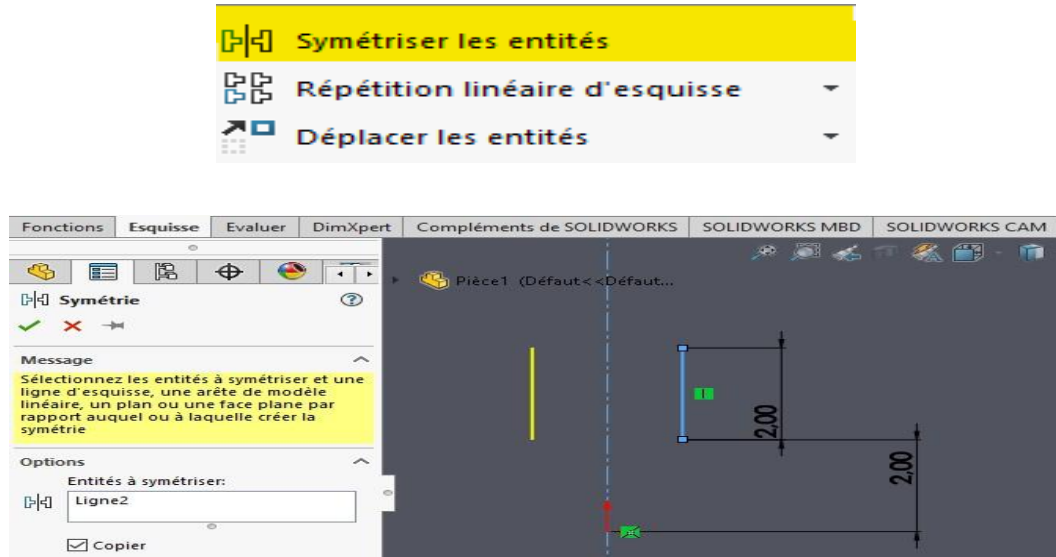 Symétriser les entités
Répétition linéaire d'esquisse
Déplacer les entités
Fonctions Esquisse Evaluer DimXpert Compléments de SOLIDWORKS SOLIDWORKS MBD SOLIDWORKS CAM
Pièce1 (Défaut<<Défaut...
Symétrie
Message
Sélectionnez les entités à symétriser et une
ligne d'esquisse, une arête de modèle
linéaire, un plan ou une face plane par
rapport auquel ou à laquelle créer la
symétrie
Options
Entités à symétriser:
Ligne2
Copier
2,00
2,00